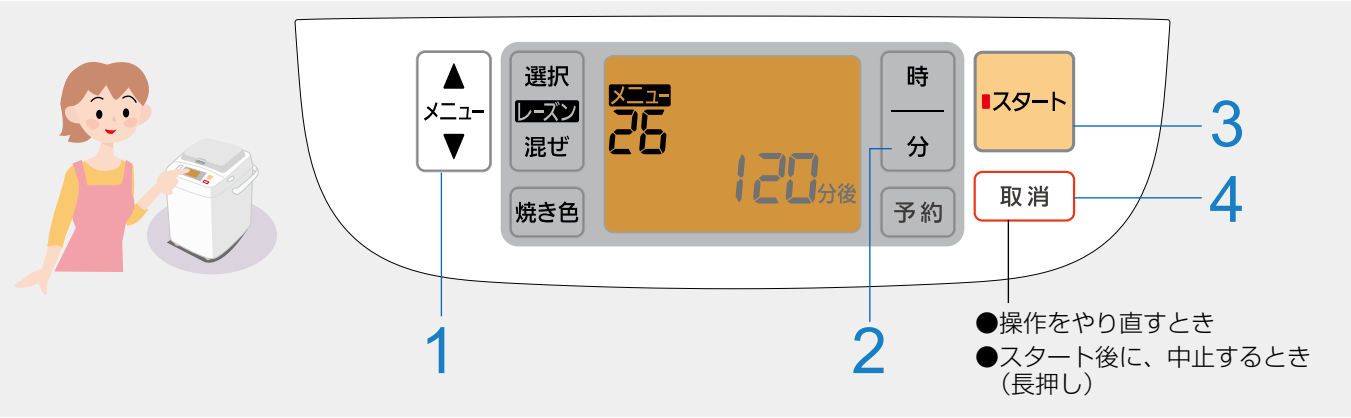 ▲
メニュー
▼
選択
レーズン
混ぜ
焼き色
メニュー
26
120分後
時
分
予約
スタート
取消
1
2
3
4
●操作をやり直すとき
●スタート後に、中止するとき
（長押し）